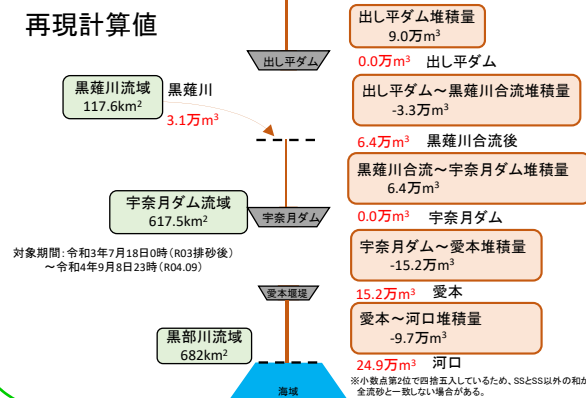 再現計算値
出し平ダム堆積量
9.0万m³
出し平ダム
0.0万m³ 出し平ダム
黒薙川流域
117.6km²
黒薙川
3.1万m³
出し平ダム～黒薙川合流堆積量
-3.3万m³
6.4万m³ 黒薙川合流後
黒薙川合流～宇奈月ダム堆積量
6.4万m³
宇奈月ダム流域
617.5km²
宇奈月ダム
0.0万m³ 宇奈月ダム
対象期間:令和3年7月18日0時(R03排砂後)
～令和4年9月8日23時(R04.09)
宇奈月ダム～愛本堆積量
-15.2万m³
愛本堰堤
15.2万m³ 愛本
愛本～河口堆積量
-9.7万m³
黒部川流域
682km²
24.9万m³ 河口
海域
※小数点第2位で四捨五入しているため、SSとSS以外の和が
全流砂と一致しない場合がある。